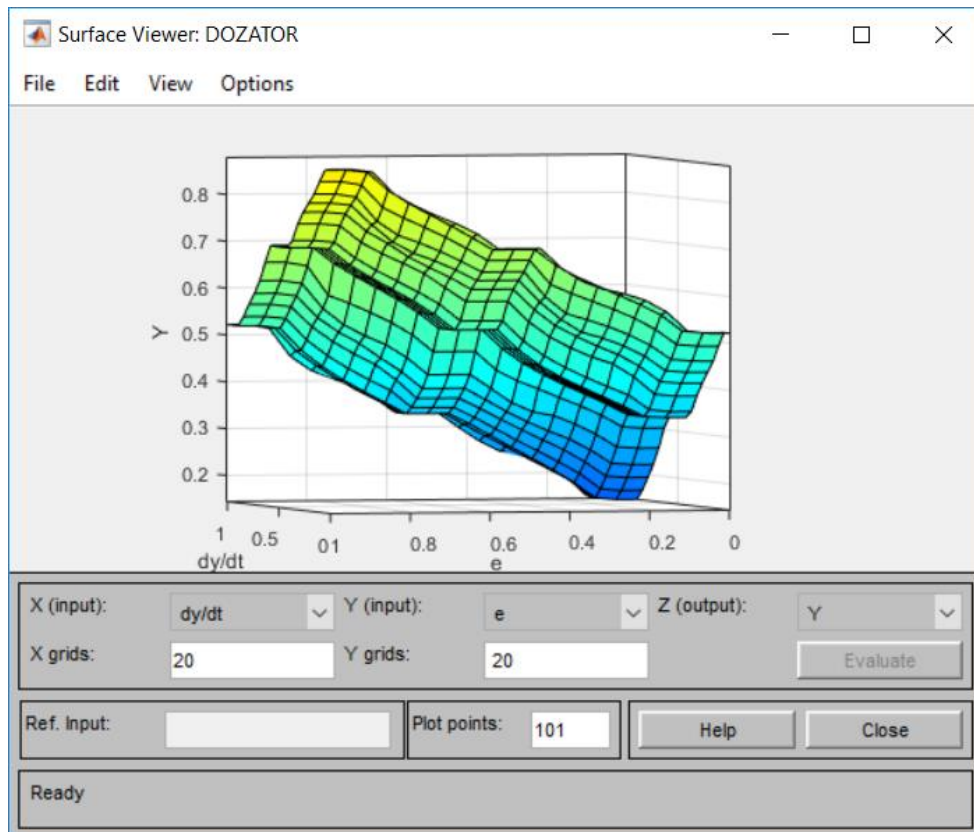 Surface Viewer: DOZATOR
File Edit View Options
0.8
0.7
0.6
0.5
0.4
0.3
0.2
Y
1 0.5 0 1 0.8 0.6 0.4 0.2 0
dy/dt e
X (input): dy/dt Y (input): e Z (output): Y
X grids: 20 Y grids: 20 Evaluate
Ref. Input: Plot points: 101 Help Close
Ready